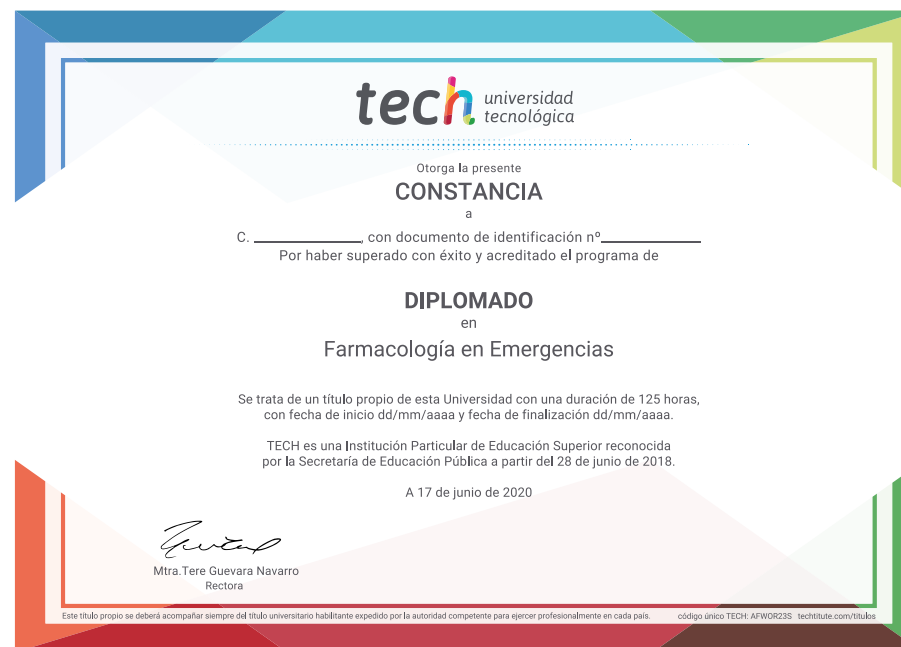 tech universidad
tecnológica
Otorga la presente
CONSTANCIA
a
C. ____________, con documento de identificación nº____________
Por haber superado con éxito y acreditado el programa de
DIPLOMADO
en
Farmacología en Emergencias
Se trata de un título propio de esta Universidad con una duración de 125 horas,
con fecha de inicio dd/mm/aaaa y fecha de finalización dd/mm/aaaa.
TECH es una Institución Particular de Educación Superior reconocida
por la Secretaría de Educación Pública a partir del 28 de junio de 2018.
A 17 de junio de 2020
Mtra.Tere Guevara Navarro
Rectora
Este título propio se deberá acompañar siempre del título universitario habilitante expedido por la autoridad competente para ejercer profesionalmente en cada país. código único TECH: AFWOR23S techtitute.com/titulos